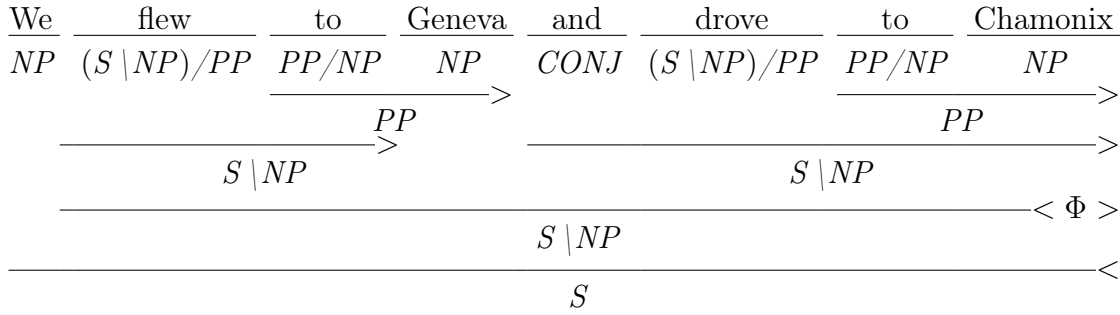 We flew to Geneva and drove to Chamonix
NP (S\NP)/PP PP/NP NP CONJ (S\NP)/PP PP/NP NP
> >
PP PP
> >
S\NP S\NP
< Φ >
S\NP
<
S